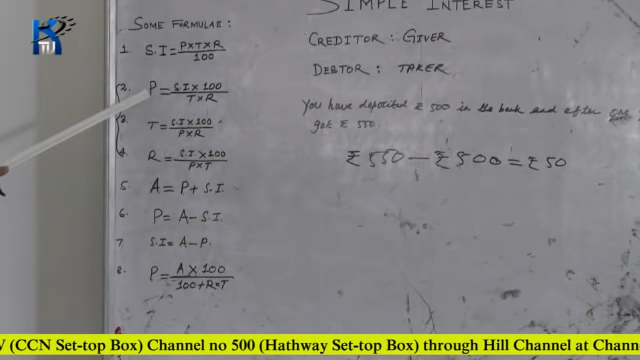 SIMPLE INTEREST
SOME FORMULAE:
1. S.I = P×T×R / 100
2. P = S.I × 100 / T×R
3. T = S.I × 100 / P×R
4. R = S.I × 100 / P×T
5. A = P + S.I.
6. P = A - S.I.
7. S.I = A - P.
8. P = A × 100 / 100 + R×T
CREDITOR: GIVER
DEBTOR: TAKER
You have deposited ₹ 500 in the bank and after
got ₹ 550.
₹550 - ₹500 = ₹50
(CCN Set-top Box) Channel no 500 (Hathway Set-top Box) through Hill Channel at Chann